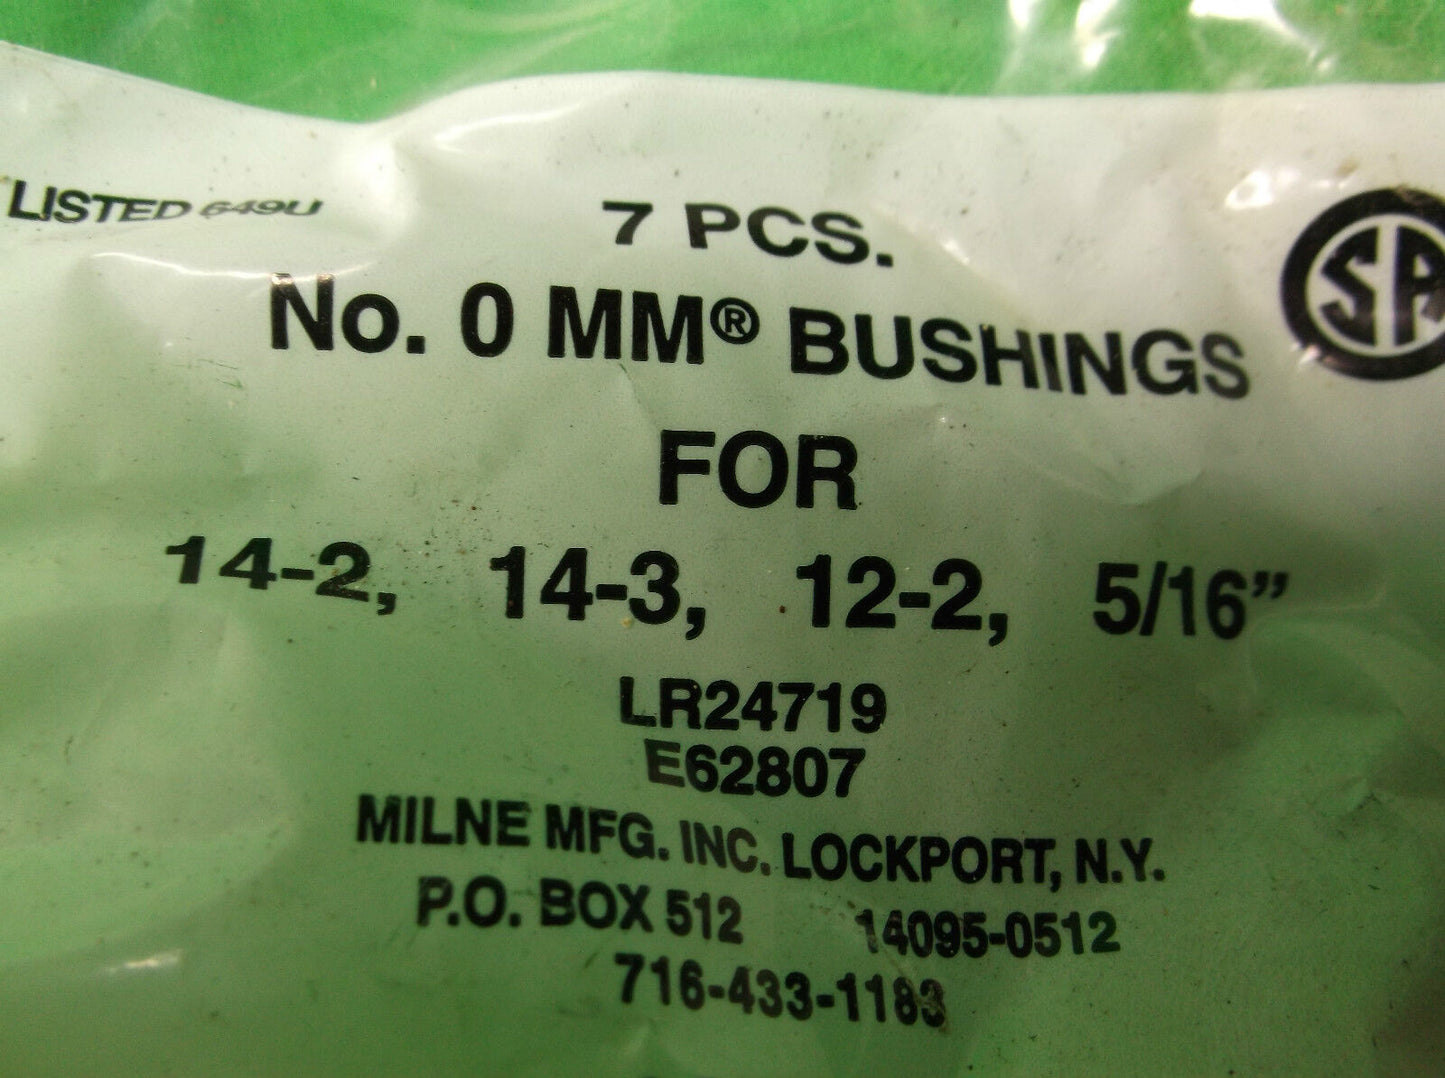 LISTED 649U
7 PCS.
No. 0 MM® BUSHINGS
SA
FOR
14-2, 14-3, 12-2, 5/16”
LR24719
E62807
MILNE MFG. INC. LOCKPORT, N.Y.
P.O. BOX 512 14095-0512
716-433-1183